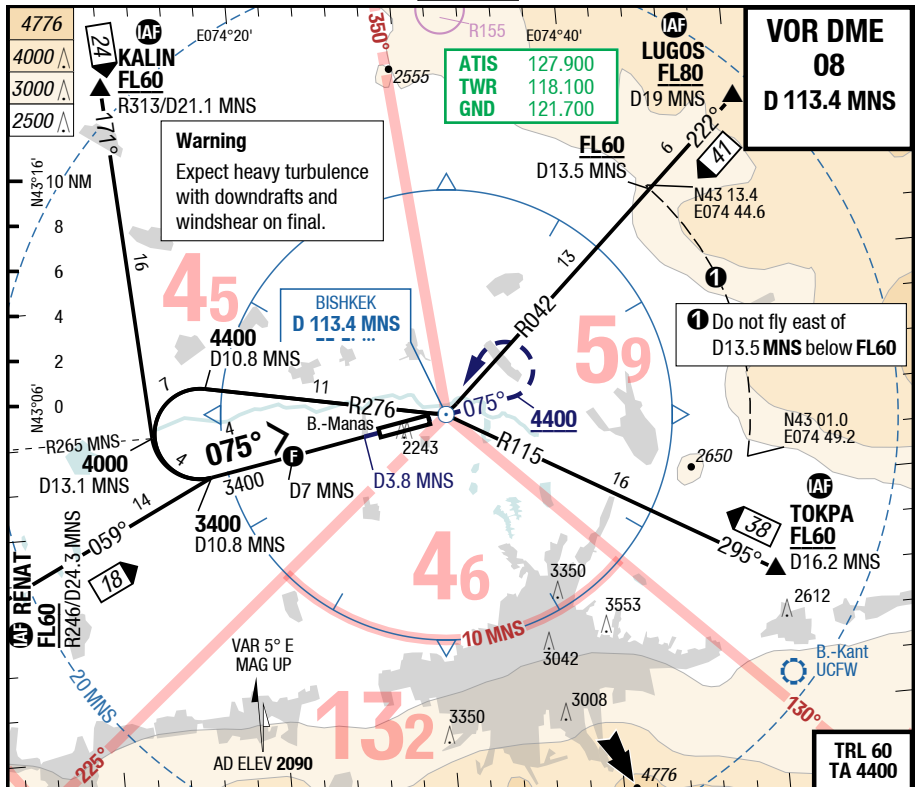 4776
4000
3000
2500
24
IAF
KALIN
FL60
R313/D21.1 MNS
E074°20'
350°
R155
2555
E074°40'
ATIS 127.900
TWR 118.100
GND 121.700
IAF
LUGOS
FL80
D19 MNS
VOR DME
08
D 113.4 MNS
171°
222°
6
41
Warning
Expect heavy turbulence
with downdrafts and
windshear on final.
FL60
D13.5 MNS
N43 13.4
E074 44.6
N43°16'
10 NM
8
6
4
2
0
N43°06'
16
13
45
59
1
1 Do not fly east of
D13.5 MNS below FL60
BISHKEK
D 113.4 MNS
R042
4400
D10.8 MNS
7
11
R276
B.-Manas
075°
4400
N43 01.0
E074 49.2
R265 MNS
4000
D13.1 MNS
4
4
075°
F
D7 MNS
3400
2243
D3.8 MNS
R115
16
2650
14
059°
3400
D10.8 MNS
18
IAF RENAT
FL60
R246/D24.3 MNS
IAF
TOKPA
FL60
D16.2 MNS
38
295°
46
3350
3553
2612
10 MNS
3042
B.-Kant
UCFW
VAR 5° E
MAG UP
20 MNS
132
3350
3008
130°
225°
AD ELEV 2090
4776
TRL 60
TA 4400